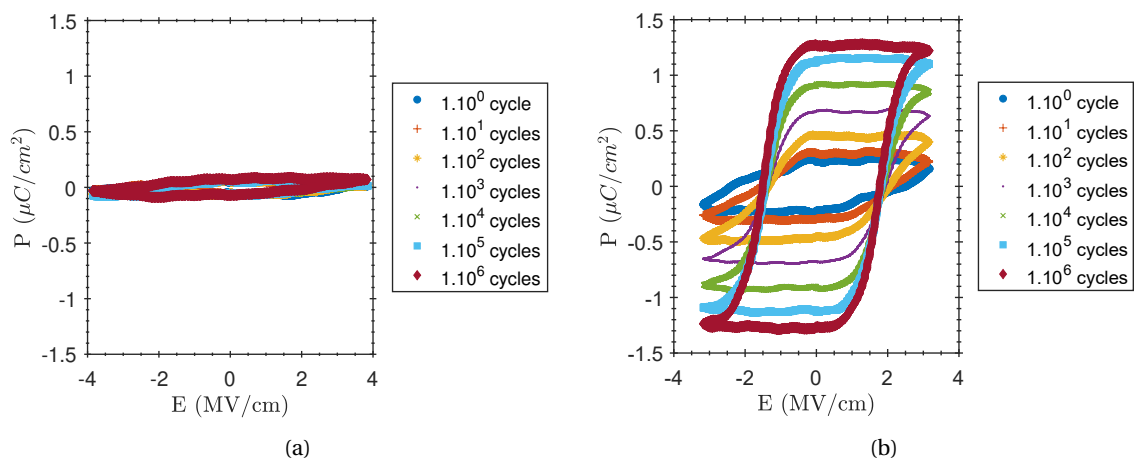 1.5
1
0.5
0
-0.5
-1
-1.5
P (μC/cm²)
-4 -2 0 2 4
E (MV/cm)
1.10⁰ cycle
1.10¹ cycles
1.10² cycles
1.10³ cycles
1.10⁴ cycles
1.10⁵ cycles
1.10⁶ cycles
(a)
1.5
1
0.5
0
-0.5
-1
-1.5
P (μC/cm²)
-4 -2 0 2 4
E (MV/cm)
1.10⁰ cycle
1.10¹ cycles
1.10² cycles
1.10³ cycles
1.10⁴ cycles
1.10⁵ cycles
1.10⁶ cycles
(b)